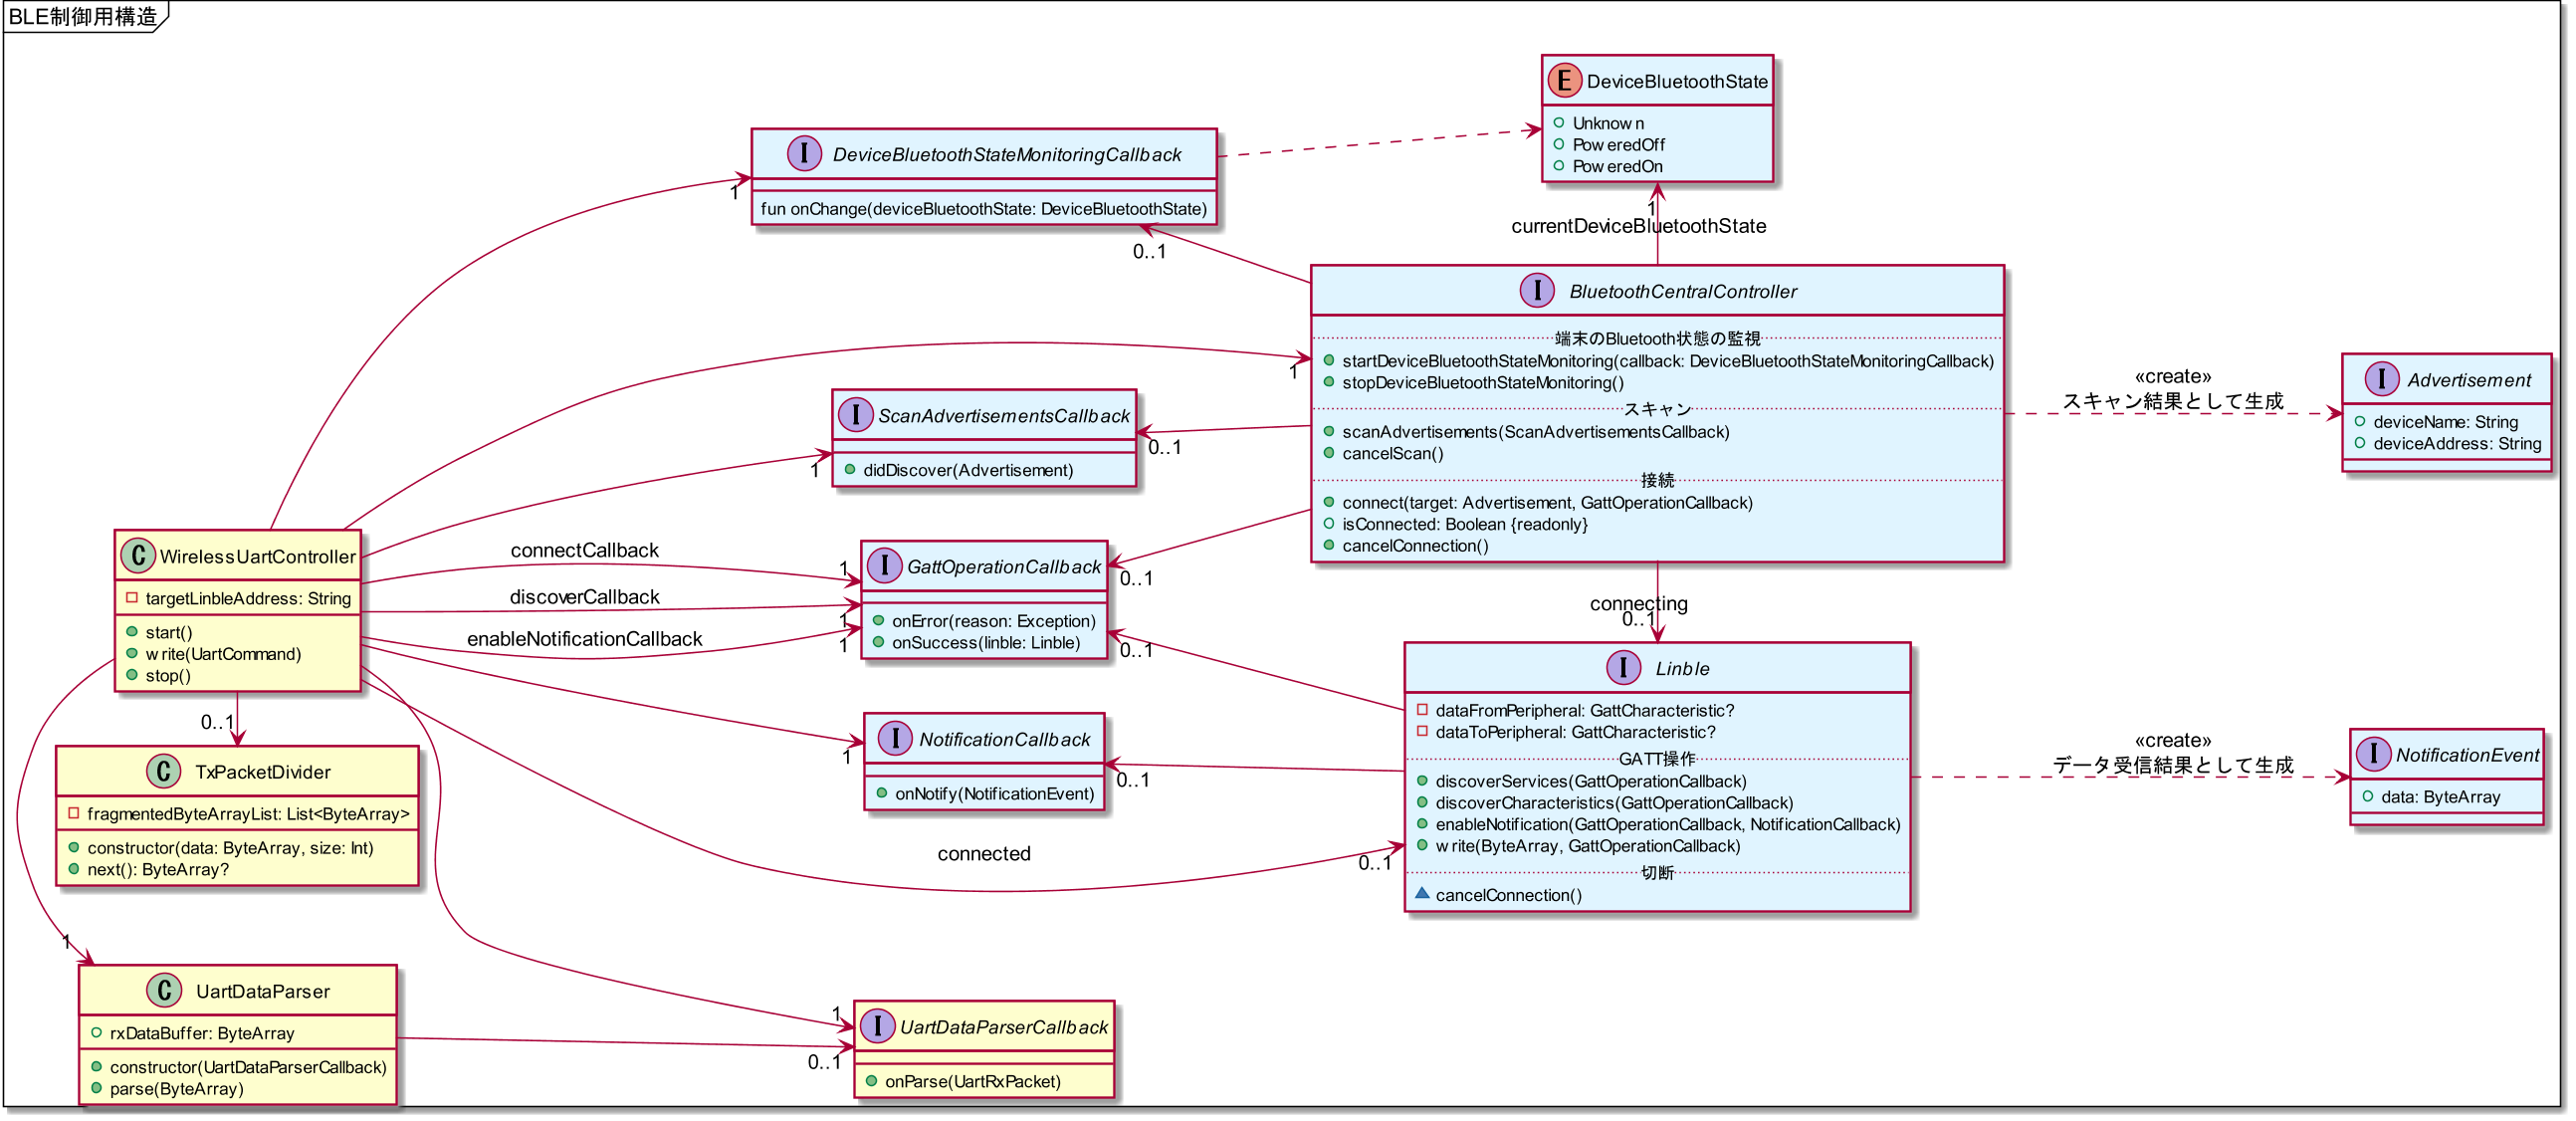 BLE制御用構造
E DeviceBluetoothState
Unknown
PoweredOff
PoweredOn
I DeviceBluetoothStateMonitoringCallback
fun onChange(deviceBluetoothState: DeviceBluetoothState)
1
0..1
1
currentDeviceBluetoothState
I BluetoothCentralController
端末のBluetooth状態の監視
startDeviceBluetoothStateMonitoring(callback: DeviceBluetoothStateMonitoringCallback)
stopDeviceBluetoothStateMonitoring()
スキャン
scanAdvertisements(ScanAdvertisementsCallback)
cancelScan()
接続
connect(target: Advertisement, GattOperationCallback)
isConnected: Boolean {readonly}
cancelConnection()
1
«create»
スキャン結果として生成
I Advertisement
deviceName: String
deviceAddress: String
I ScanAdvertisementsCallback
didDiscover(Advertisement)
1
0..1
C WirelessUartController
targetLinbleAddress: String
start()
write(UartCommand)
stop()
connectCallback
1
discoverCallback
1
enableNotificationCallback
1
I GattOperationCallback
onError(reason: Exception)
onSuccess(linble: Linble)
0..1
0..1
connecting
0..1
I Linble
dataFromPeripheral: GattCharacteristic?
dataToPeripheral: GattCharacteristic?
GATT操作
discoverServices(GattOperationCallback)
discoverCharacteristics(GattOperationCallback)
enableNotification(GattOperationCallback, NotificationCallback)
write(ByteArray, GattOperationCallback)
切断
cancelConnection()
I NotificationCallback
onNotify(NotificationEvent)
1
0..1
«create»
データ受信結果として生成
I NotificationEvent
data: ByteArray
0..1
C TxPacketDivider
fragmentedByteArrayList: List<ByteArray>
constructor(data: ByteArray, size: Int)
next(): ByteArray?
connected
0..1
1
C UartDataParser
rxDataBuffer: ByteArray
constructor(UartDataParserCallback)
parse(ByteArray)
1
0..1
I UartDataParserCallback
onParse(UartRxPacket)